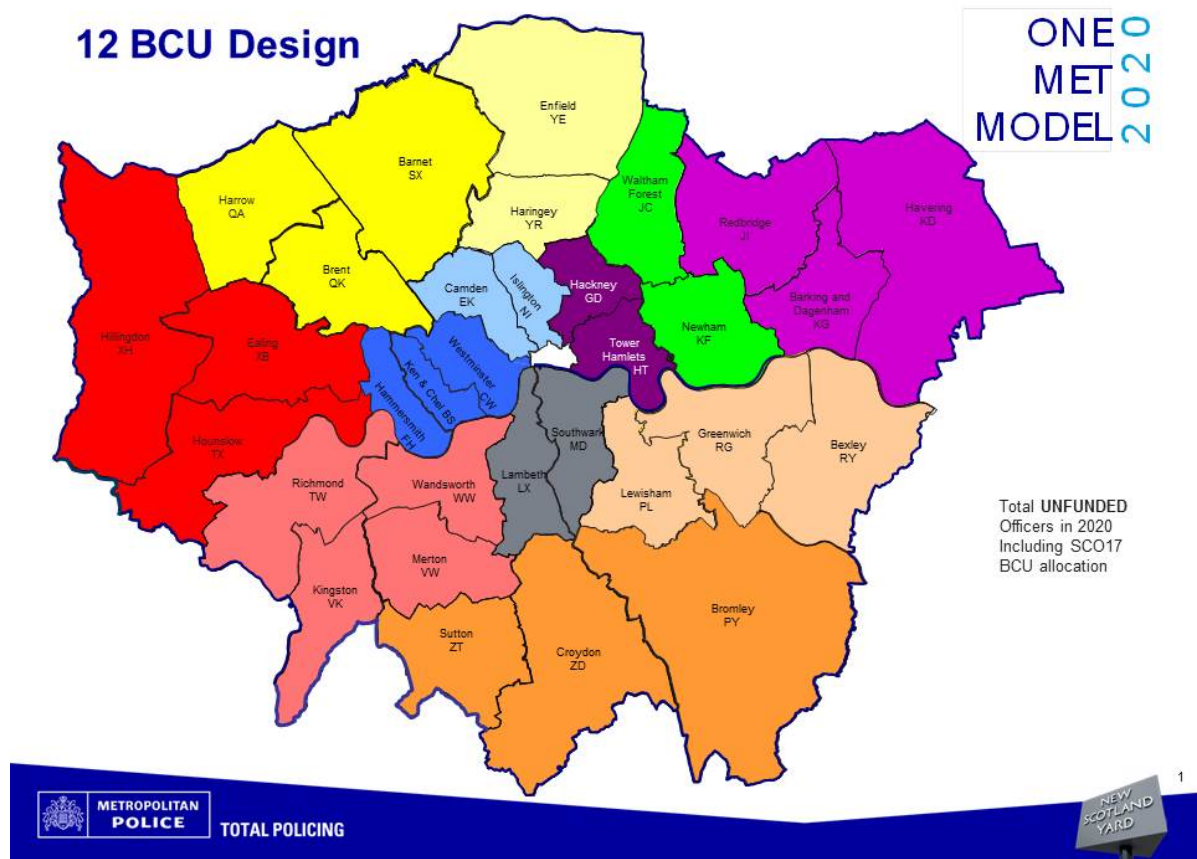 12 BCU Design
ONE
MET
MODEL
2020
Enfield
YE
Barnet
SX
Harrow
QA
Haringey
YR
Waltham
Forest
JC
Redbridge
JI
Havering
KD
Brent
QK
Camden
EK
Islington
NI
Hackney
GD
Barking and
Dagenham
KG
Hillingdon
XH
Ealing
XB
Newham
KF
Tower
Hamlets
HT
Westminster
CW
Ken & Chel BS
Hammersmith
FH
Hounslow
TX
Southwark
MD
Greenwich
RG
Bexley
RY
Lambeth
LX
Richmond
TW
Wandsworth
WW
Lewisham
PL
Merton
VW
Kingston
VK
Bromley
PY
Sutton
ZT
Croydon
ZD
Total UNFUNDED
Officers in 2020
Including SCO17
BCU allocation
1
METROPOLITAN
POLICE
TOTAL POLICING
NEW
SCOTLAND
YARD